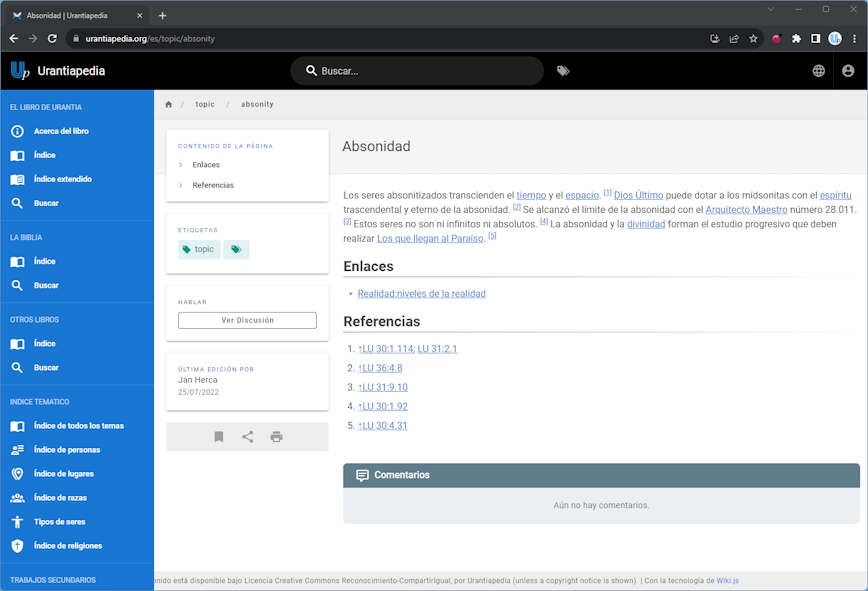 Absonidad | Urantiapedia
urantiapedia.org/es/topic/absonity
Up Urantiapedia
Buscar...
EL LIBRO DE URANTIA
Acerca del libro
Índice
Índice extendido
Buscar
LA BIBLIA
Índice
Buscar
OTROS LIBROS
Índice
Buscar
INDICE TEMATICO
Índice de todos los temas
Índice de personas
Índice de lugares
Índice de razas
Tipos de seres
Índice de religiones
TRABAJOS SECUNDARIOS
/ topic / absonity
CONTENIDO DE LA PÁGINA
Enlaces
Referencias
ETIQUETAS
topic
HABLAR
Ver Discusión
ÚLTIMA EDICIÓN POR
Jan Herca
25/07/2022
Absonidad
Los seres absonitizados transcienden el tiempo y el espacio. [1] Dios Último puede dotar a los midsonitas con el espíritu
trascendental y eterno de la absonidad. [2] Se alcanzó el límite de la absonidad con el Arquitecto Maestro número 28.011.
[3] Estos seres no son ni infinitos ni absolutos. [4] La absonidad y la divinidad forman el estudio progresivo que deben
realizar Los que llegan al Paraíso. [5]
Enlaces
Realidad:niveles de la realidad
Referencias
1. ↑LU 30:1.114; LU 31:2.1
2. ↑LU 36:4.8
3. ↑LU 31:9.10
4. ↑LU 30:1.92
5. ↑LU 30:4.31
Comentarios
Aún no hay comentarios.
nido está disponible bajo Licencia Creative Commons Reconocimiento-CompartirIgual, por Urantiapedia (unless a copyright notice is shown). | Con la tecnología de Wiki.js